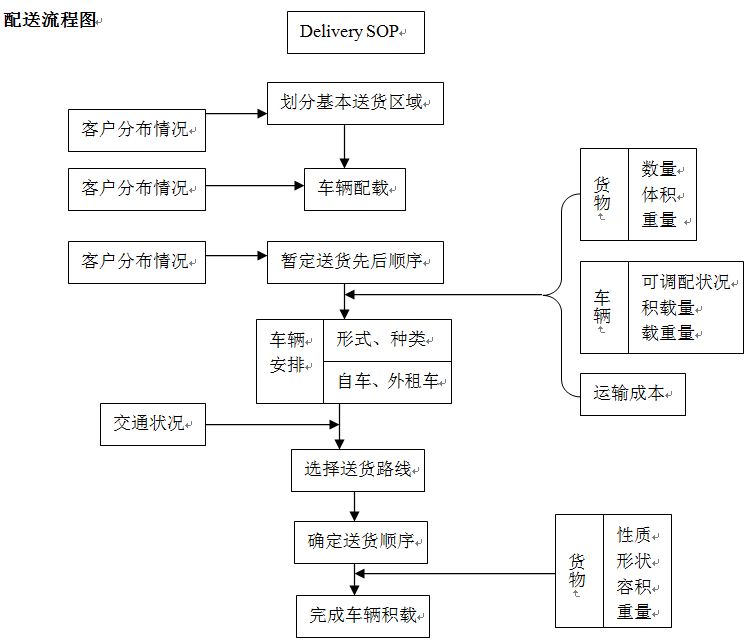 配送流程图
Delivery SOP
划分基本送货区域
客户分布情况
客户分布情况
车辆配载
货物
数量
体积
重量
客户分布情况
暂定送货先后顺序
车辆
可调配状况
积载量
载重量
车辆
安排
形式、种类
自车、外租车
运输成本
交通状况
选择送货路线
确定送货顺序
货物
性质
形状
容积
重量
完成车辆积载